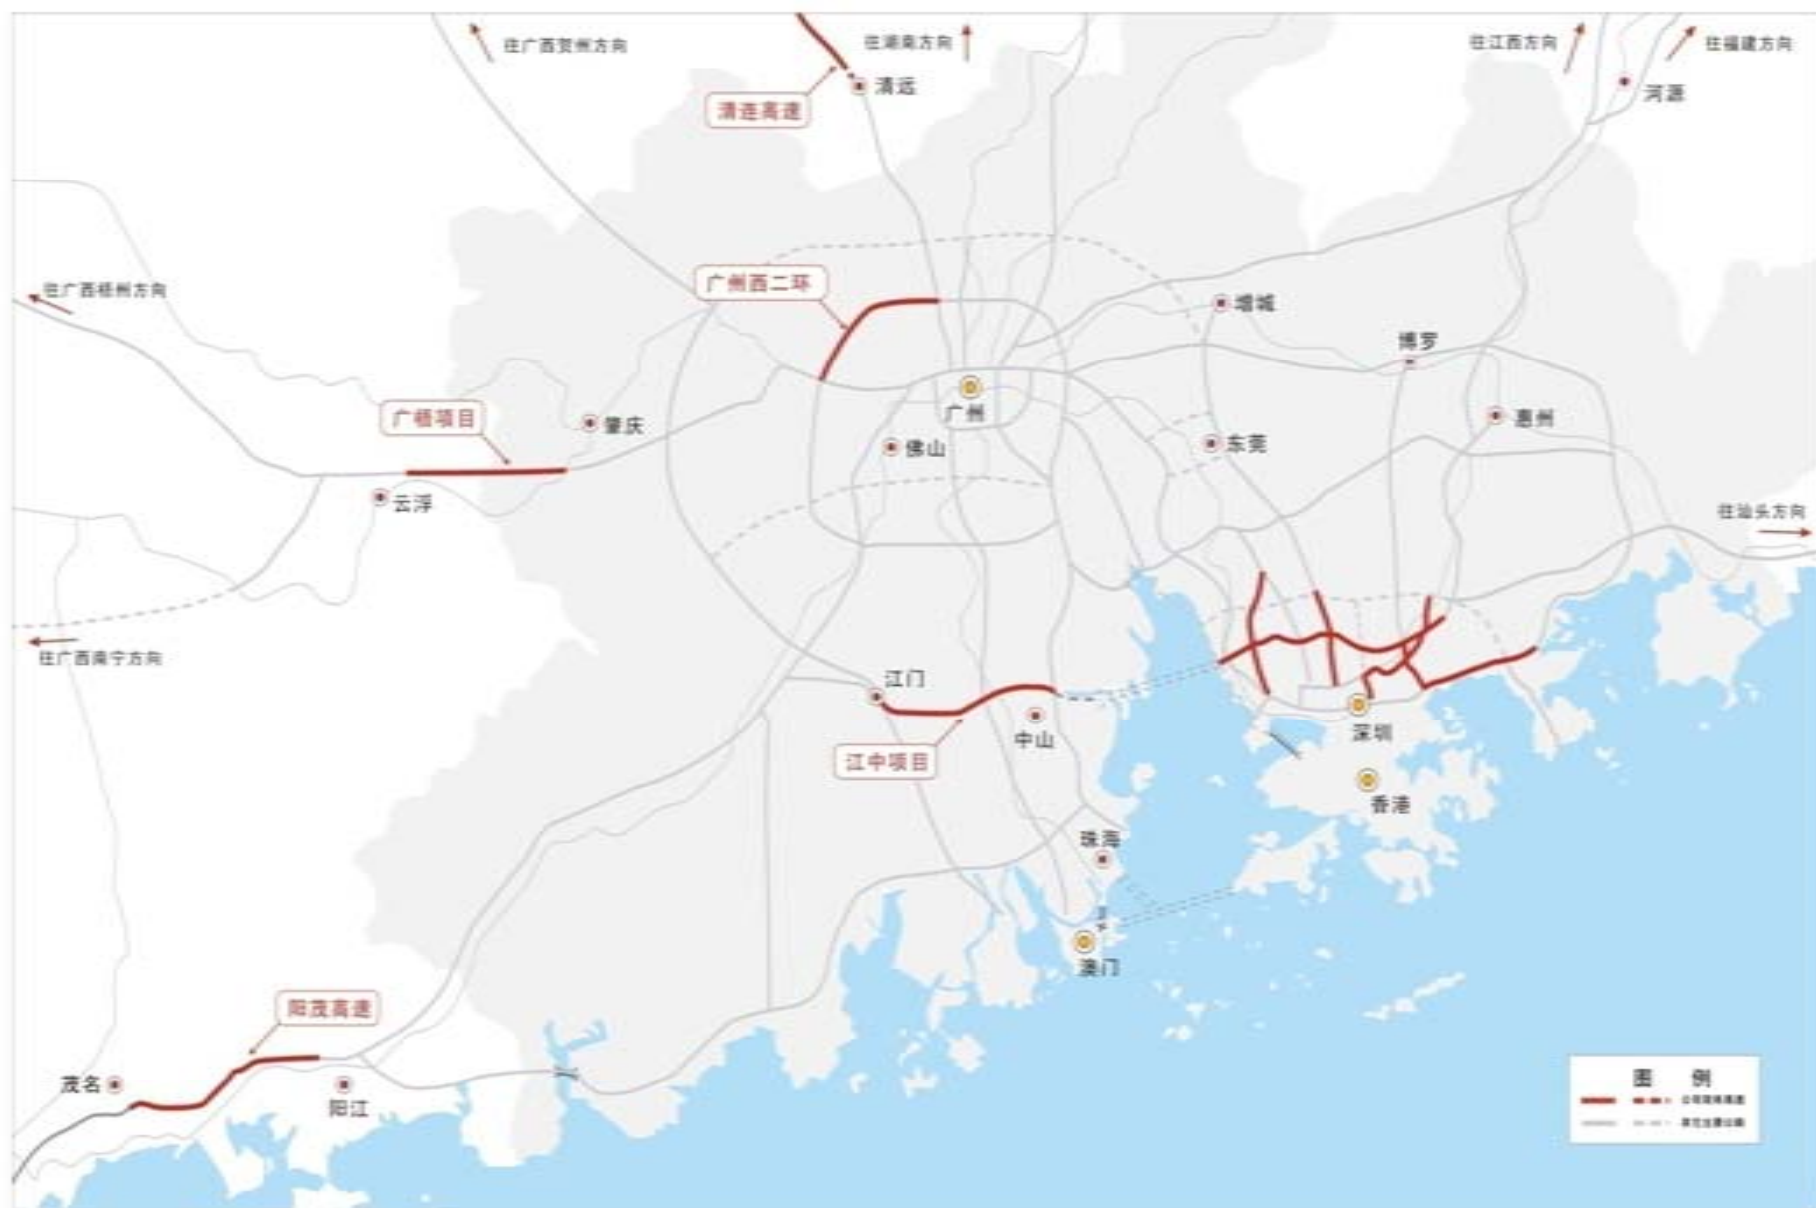 往广西贺州方向
往湖南方向
往江西方向
往福建方向
清远
河源
清连高速
往广西梧州方向
广州西二环
增城
博罗
广州
广梧项目
肇庆
佛山
东莞
惠州
云浮
往汕头方向
往广西南宁方向
江门
中山
深圳
江中项目
香港
珠海
澳门
阳茂高速
茂名
阳江
图 例